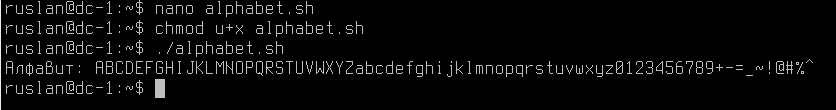 ruslan@dc-1:~$ nano alphabet.sh
ruslan@dc-1:~$ chmod u+x alphabet.sh
ruslan@dc-1:~$ ./alphabet.sh
Алфавит: ABCDEFGHIJKLMNOPQRSTUVWXYZabcdefghijklmnopqrstuvwxyz0123456789+-=_~!@#%^
ruslan@dc-1:~$